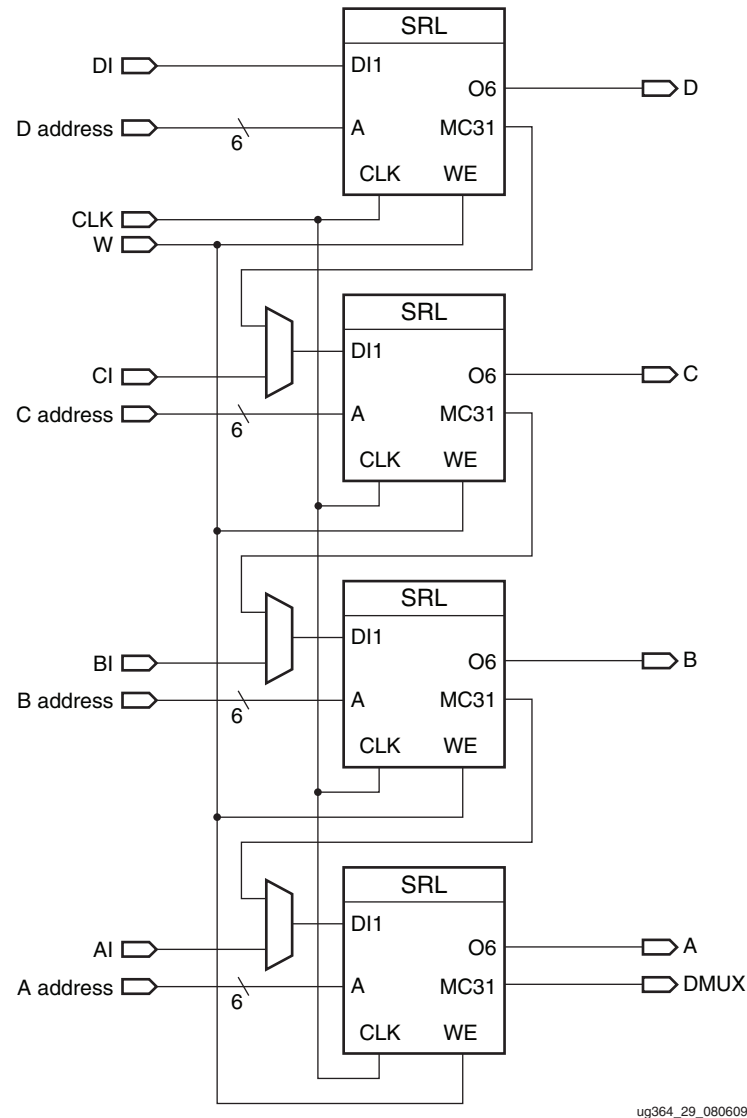 SRL
DI
DI1
O6
D
D address
6
A
MC31
CLK
WE
CLK
W
SRL
DI1
CI
O6
C
C address
6
A
MC31
CLK
WE
SRL
DI1
BI
O6
B
B address
6
A
MC31
CLK
WE
SRL
DI1
AI
O6
A
A address
6
A
MC31
DMUX
CLK
WE
ug364_29_080609